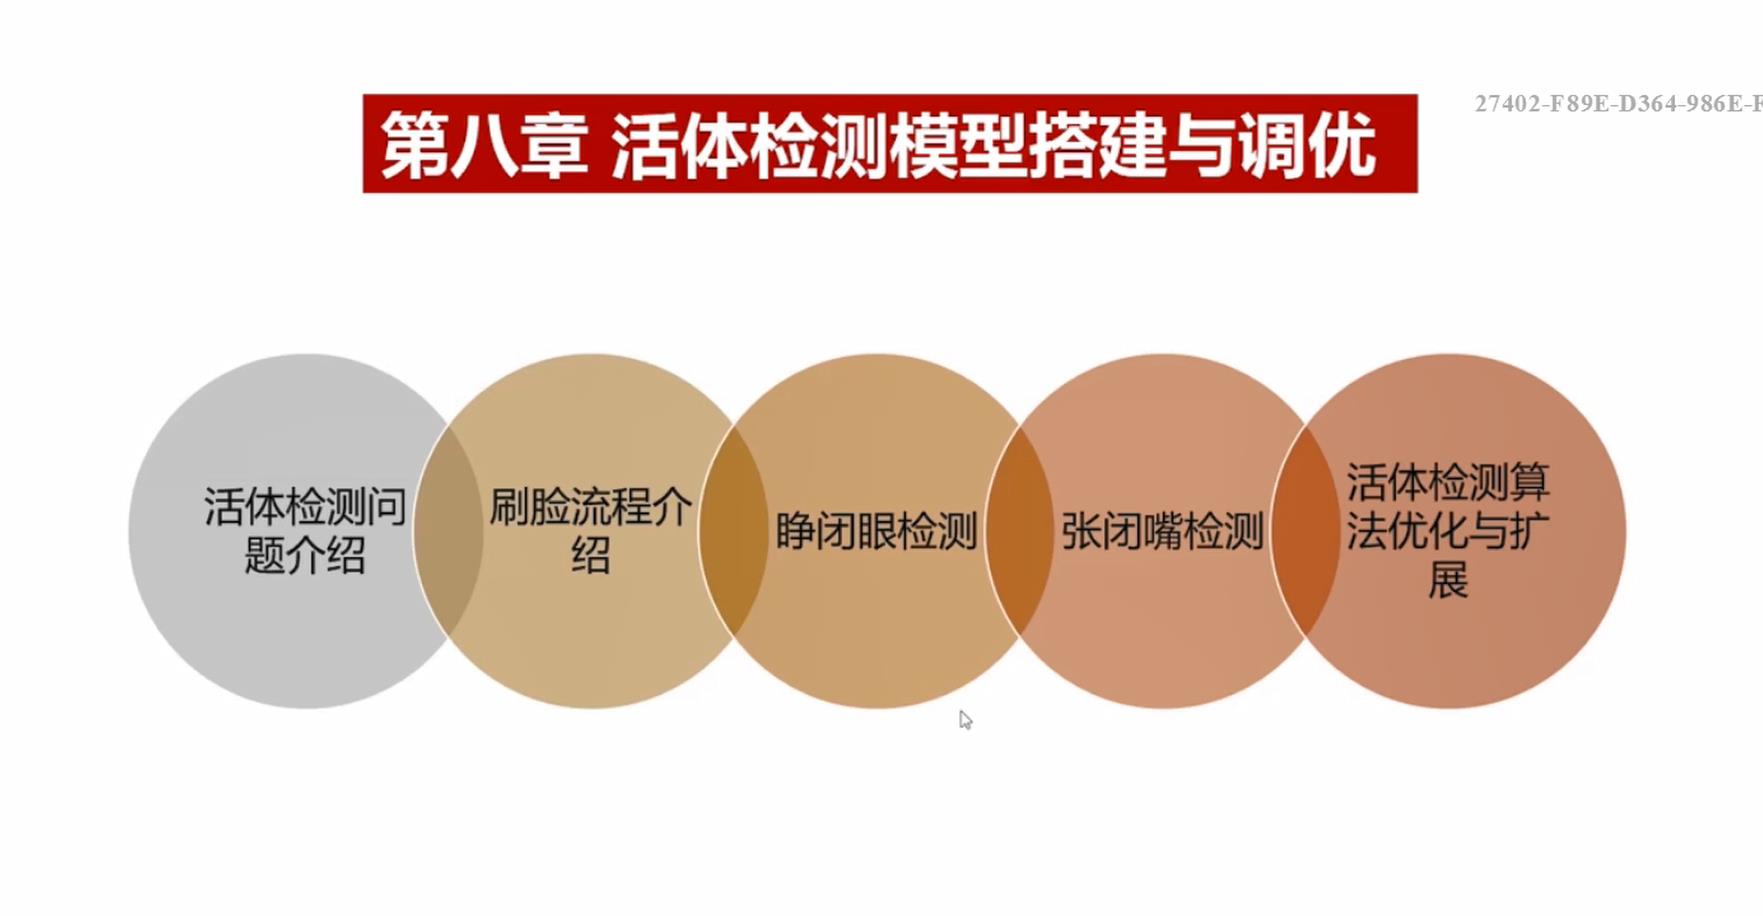 第八章 活体检测模型搭建与调优
27402-F89E-D364-986E-
活体检测问
题介绍
刷脸流程介
绍
睁闭眼检测
张闭嘴检测
活体检测算
法优化与扩
展